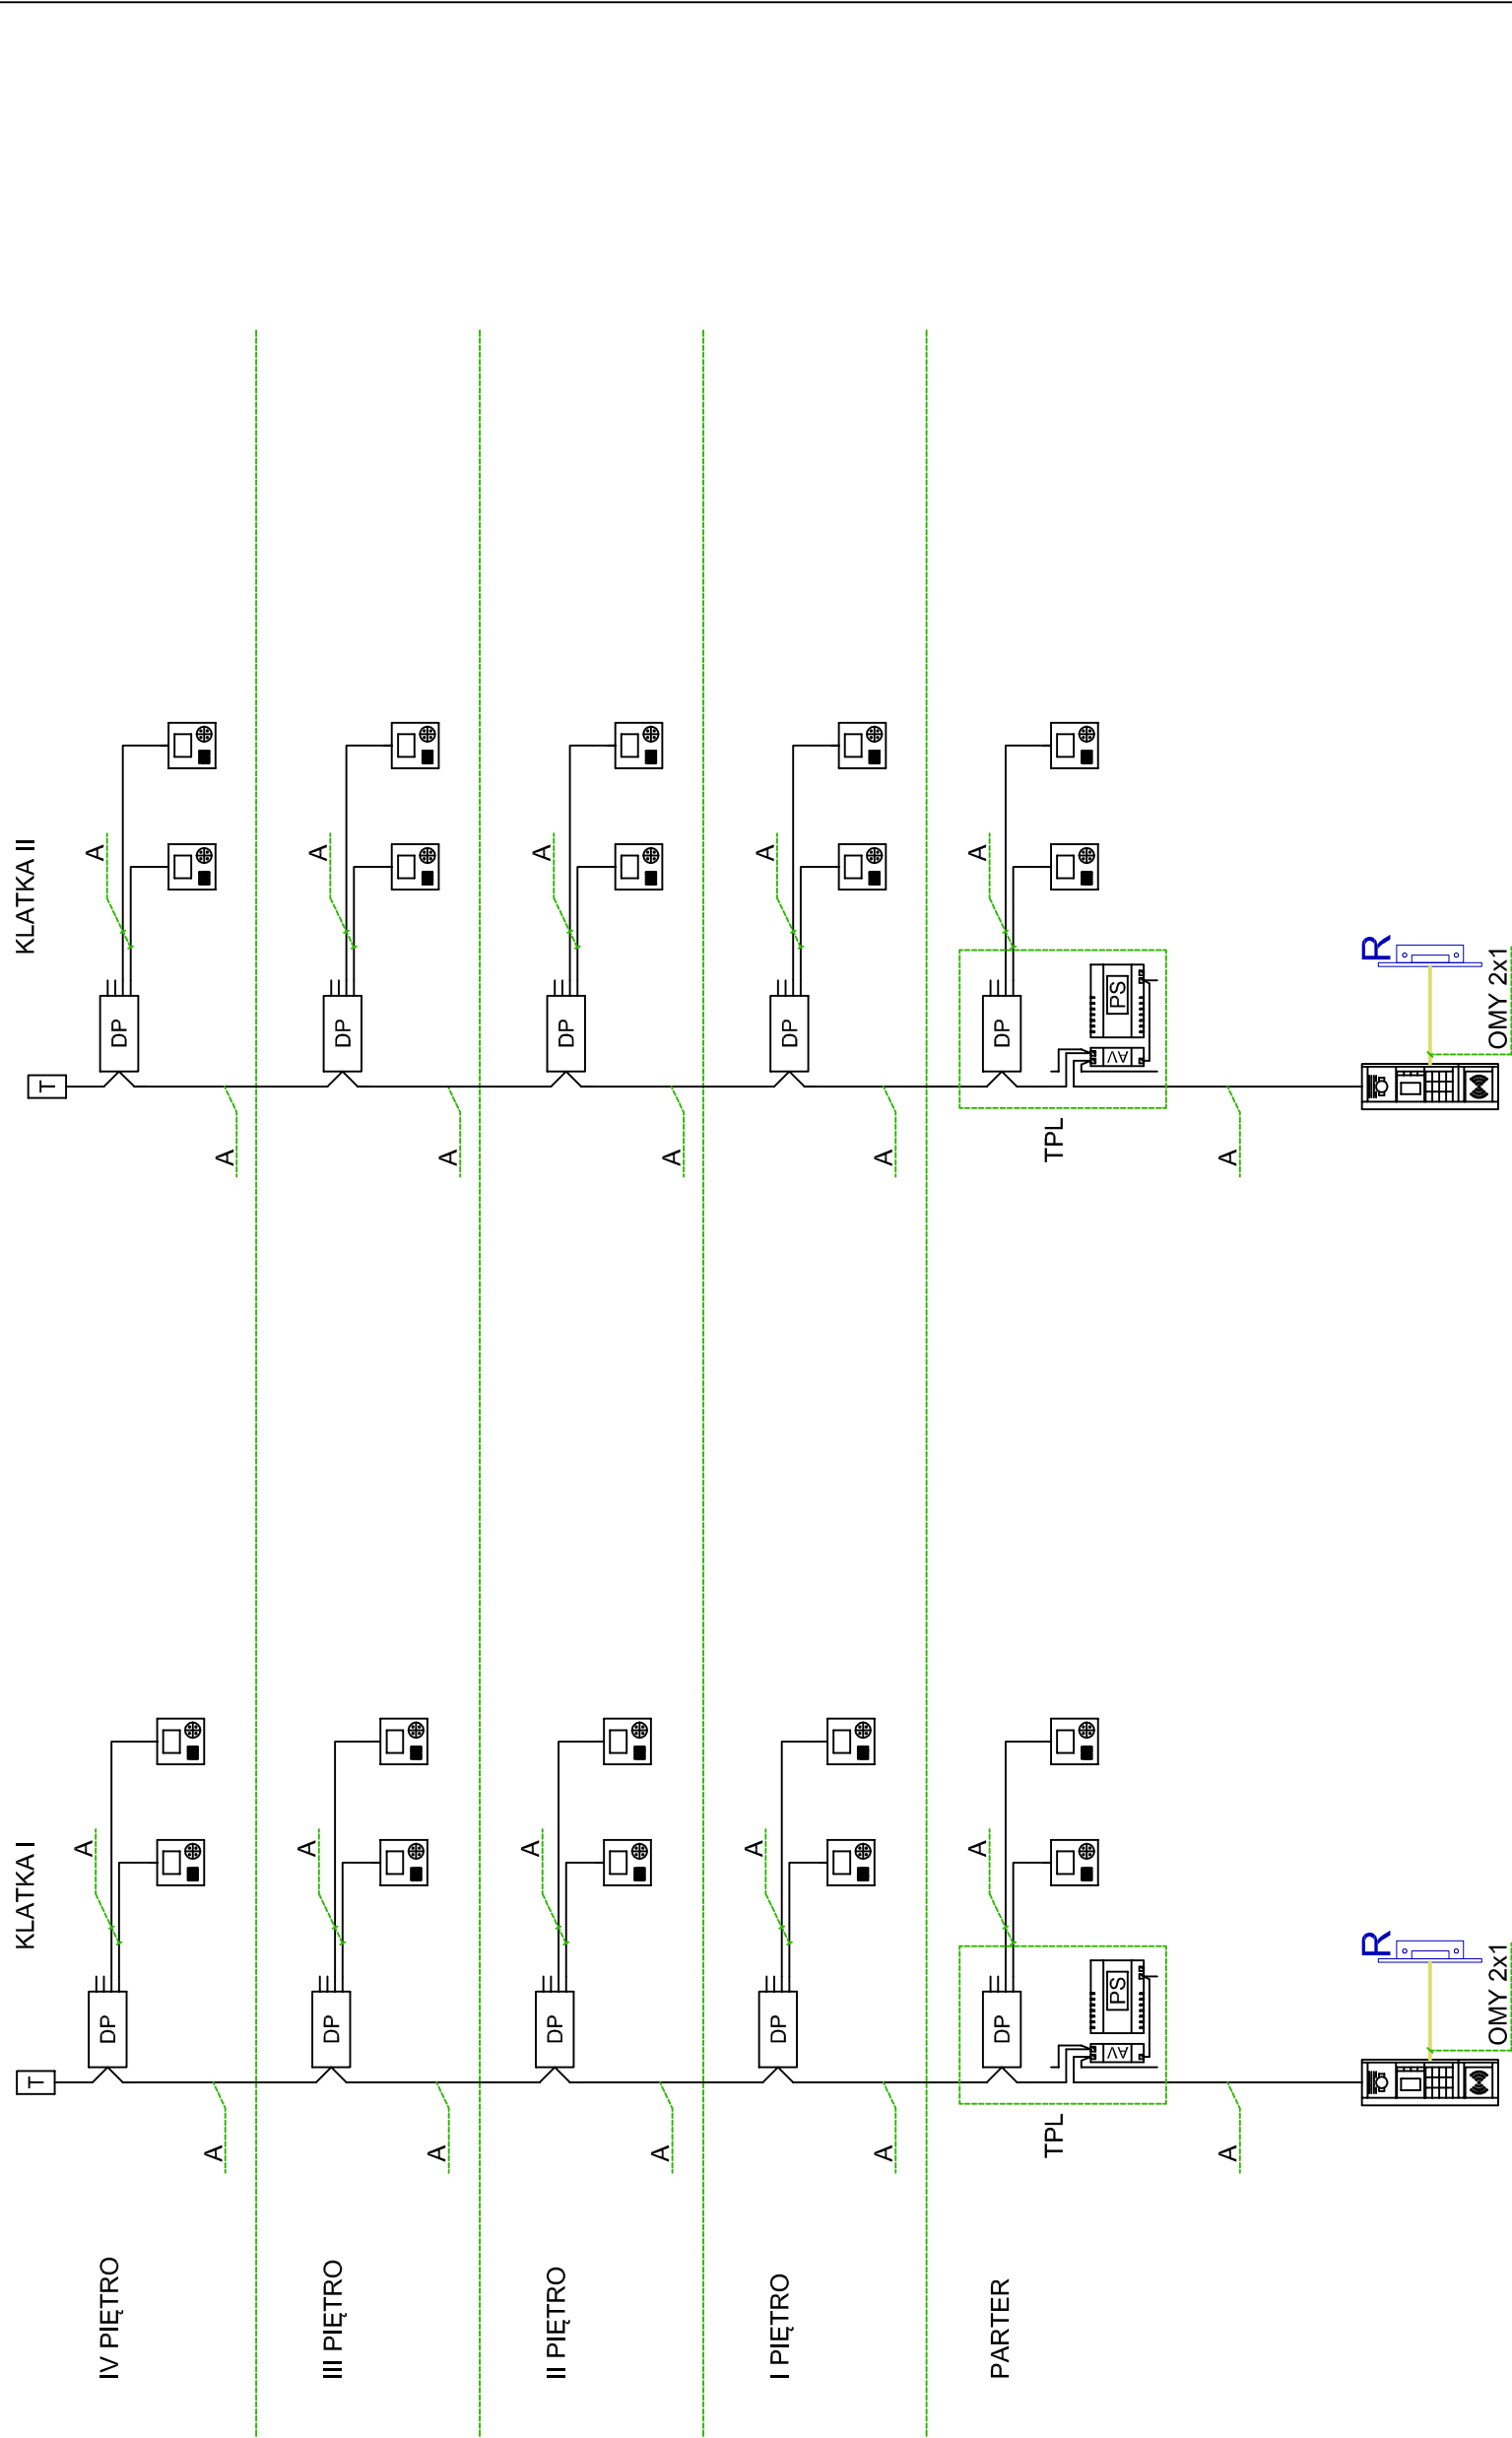 KLATKA I
KLATKA II
T
T
A
A
IV PIĘTRO
DP
DP
A
A
A
A
III PIĘTRO
DP
DP
A
A
A
A
II PIĘTRO
DP
DP
A
A
A
A
I PIĘTRO
DP
DP
A
A
A
A
PARTER
DP
DP
TPL
TPL
AV
PS
AV
PS
A
A
R
R
OMY 2x1
OMY 2x1